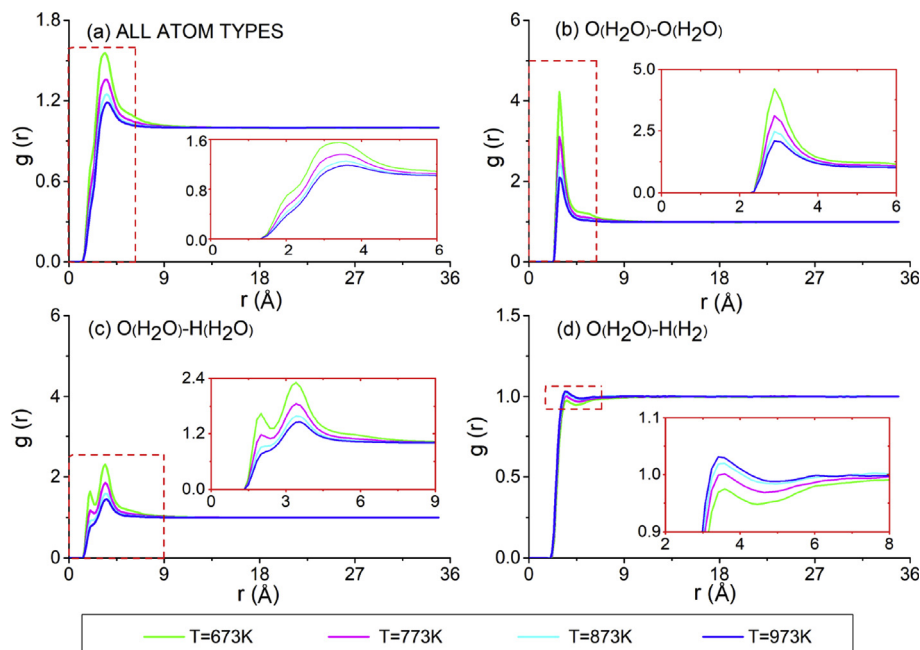 (a) ALL ATOM TYPES
g (r)
1.8
1.2
0.6
0.0
0 9 18 27 36
r (Å)
1.6
1.2
0.8
0.4
0.0
0 2 4 6
(b) O(H2O)-O(H2O)
g (r)
6
4
2
0
0 9 18 27 36
r (Å)
5.0
2.5
0.0
0 2 4 6
(c) O(H2O)-H(H2O)
g (r)
6
4
2
0
0 9 18 27 36
r (Å)
2.4
1.2
0.0
0 3 6 9
(d) O(H2O)-H(H2)
g (r)
1.5
1.0
0.5
0.0
0 9 18 27 36
r (Å)
1.1
1.0
0.9
2 4 6 8
T=673K T=773K T=873K T=973K